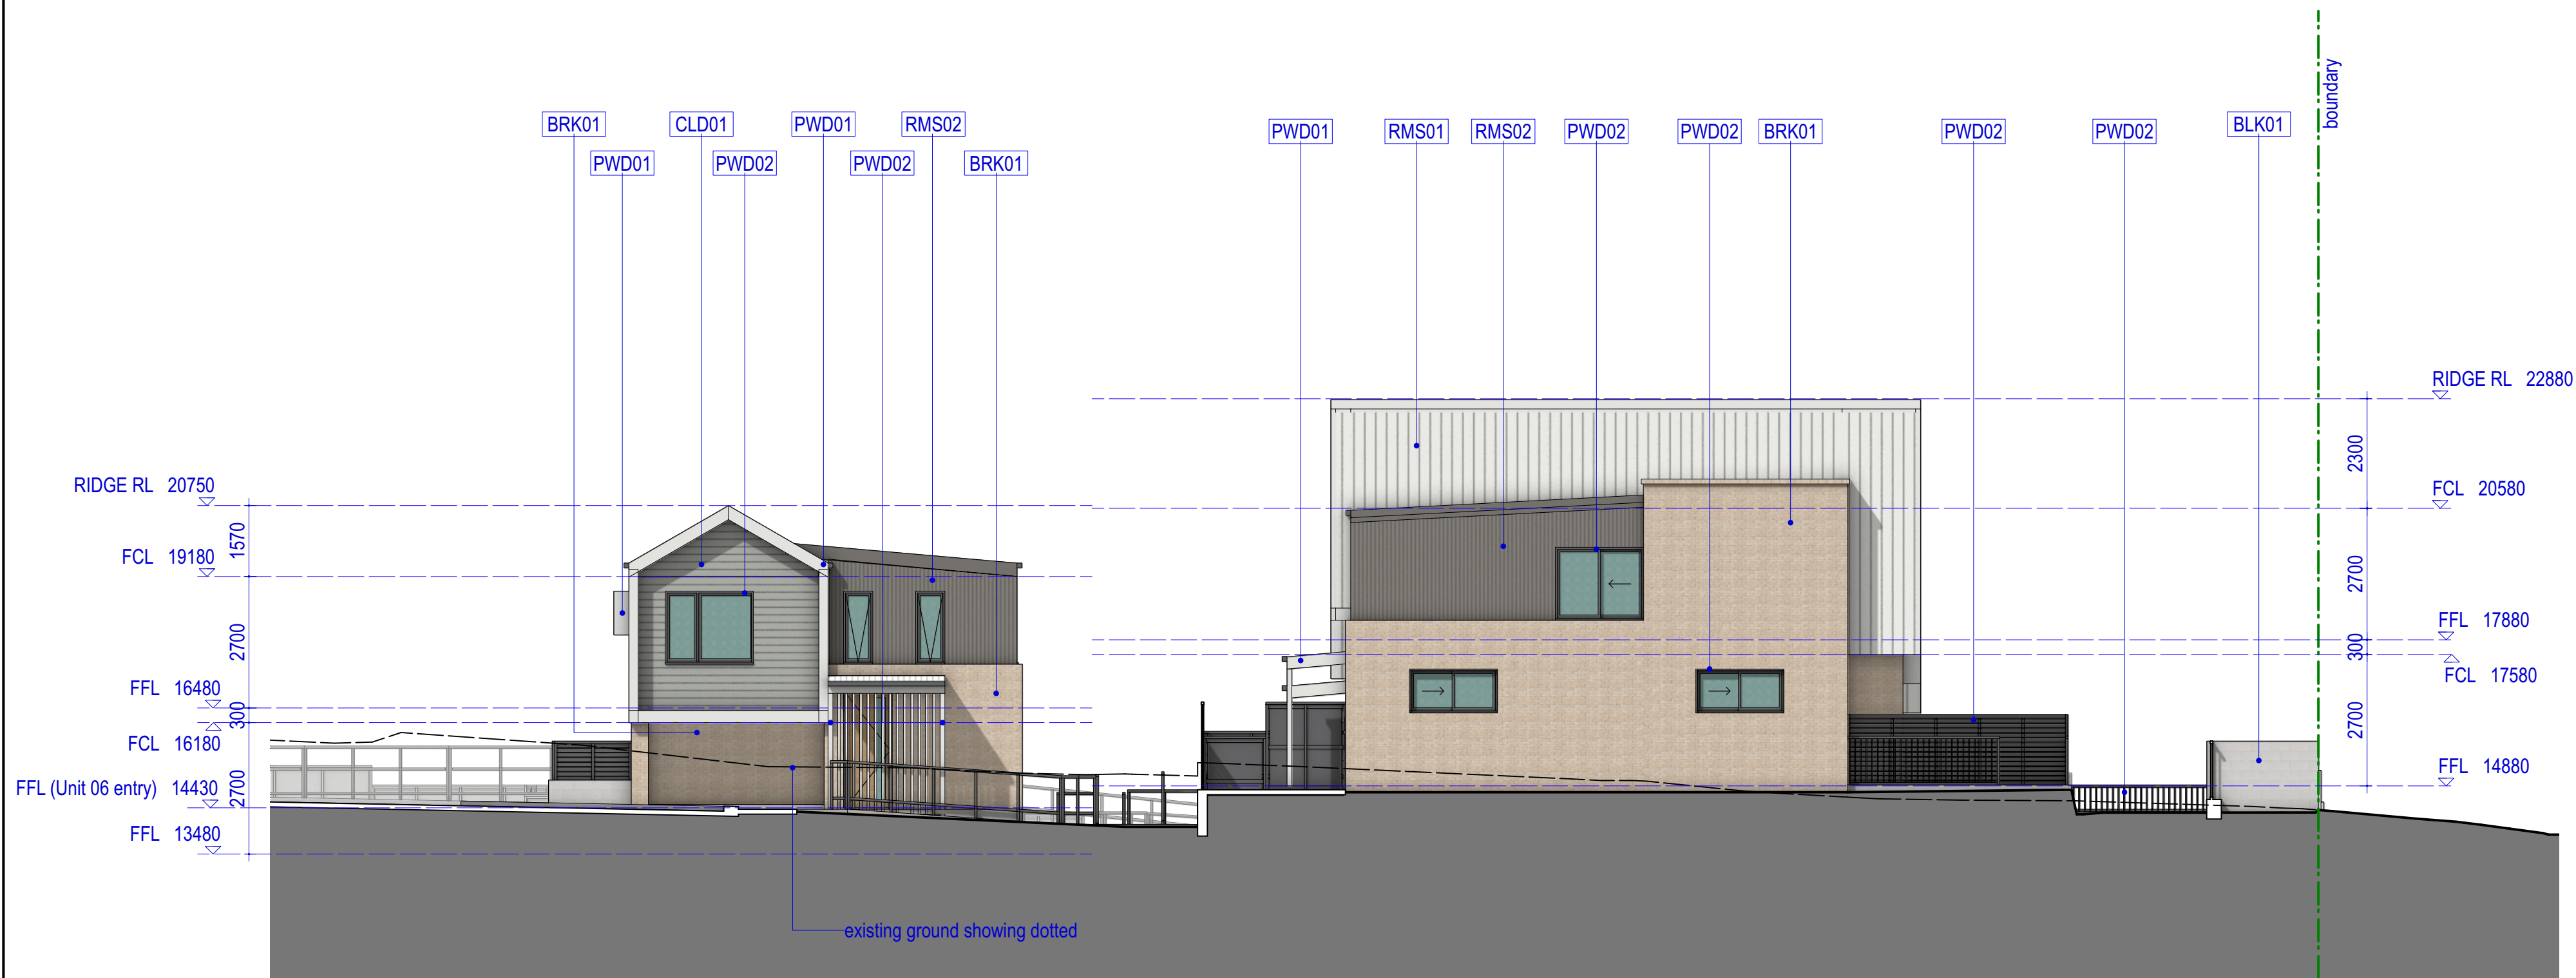 boundary
BRK01 CLD01 PWD01 RMS02
PWD01 PWD02 PWD02 BRK01
PWD01 RMS01 RMS02 PWD02 PWD02 BRK01 PWD02 PWD02 BLK01
RIDGE RL 20750
1570
FCL 19180
2700
FFL 16480
300
FCL 16180
FFL (Unit 06 entry) 14430
2700
FFL 13480
existing ground showing dotted
RIDGE RL 22880
2300
FCL 20580
2700
FFL 17880
300
FCL 17580
2700
FFL 14880